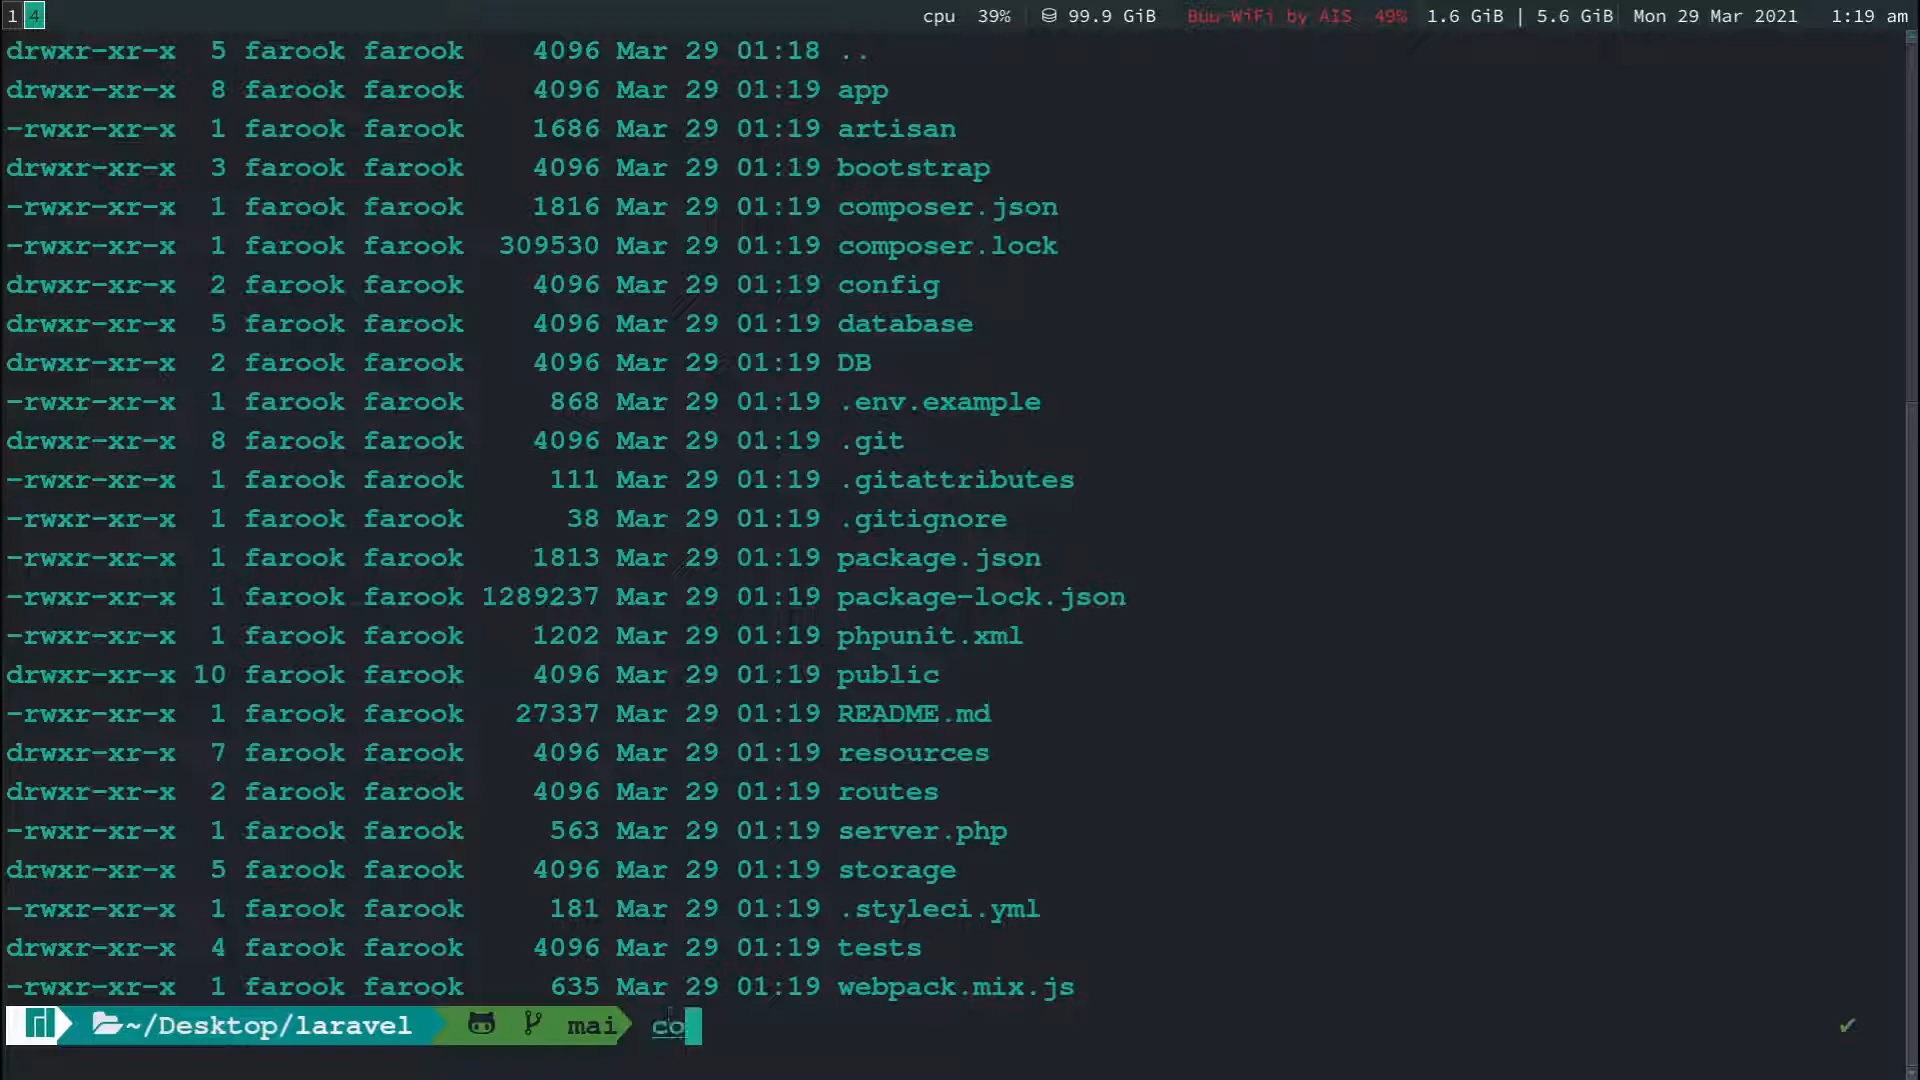 1 4 cpu 39% 99.9 GiB Buu-WiFi by AIS 49% 1.6 GiB | 5.6 GiB Mon 29 Mar 2021 1:19 am
drwxr-xr-x 5 farook farook 4096 Mar 29 01:18 ..
drwxr-xr-x 8 farook farook 4096 Mar 29 01:19 app
-rwxr-xr-x 1 farook farook 1686 Mar 29 01:19 artisan
drwxr-xr-x 3 farook farook 4096 Mar 29 01:19 bootstrap
-rwxr-xr-x 1 farook farook 1816 Mar 29 01:19 composer.json
-rwxr-xr-x 1 farook farook 309530 Mar 29 01:19 composer.lock
drwxr-xr-x 2 farook farook 4096 Mar 29 01:19 config
drwxr-xr-x 5 farook farook 4096 Mar 29 01:19 database
drwxr-xr-x 2 farook farook 4096 Mar 29 01:19 DB
-rwxr-xr-x 1 farook farook 868 Mar 29 01:19 .env.example
drwxr-xr-x 8 farook farook 4096 Mar 29 01:19 .git
-rwxr-xr-x 1 farook farook 111 Mar 29 01:19 .gitattributes
-rwxr-xr-x 1 farook farook 38 Mar 29 01:19 .gitignore
-rwxr-xr-x 1 farook farook 1813 Mar 29 01:19 package.json
-rwxr-xr-x 1 farook farook 1289237 Mar 29 01:19 package-lock.json
-rwxr-xr-x 1 farook farook 1202 Mar 29 01:19 phpunit.xml
drwxr-xr-x 10 farook farook 4096 Mar 29 01:19 public
-rwxr-xr-x 1 farook farook 27337 Mar 29 01:19 README.md
drwxr-xr-x 7 farook farook 4096 Mar 29 01:19 resources
drwxr-xr-x 2 farook farook 4096 Mar 29 01:19 routes
-rwxr-xr-x 1 farook farook 563 Mar 29 01:19 server.php
drwxr-xr-x 5 farook farook 4096 Mar 29 01:19 storage
-rwxr-xr-x 1 farook farook 181 Mar 29 01:19 .styleci.yml
drwxr-xr-x 4 farook farook 4096 Mar 29 01:19 tests
-rwxr-xr-x 1 farook farook 635 Mar 29 01:19 webpack.mix.js
~/Desktop/laravel mai co